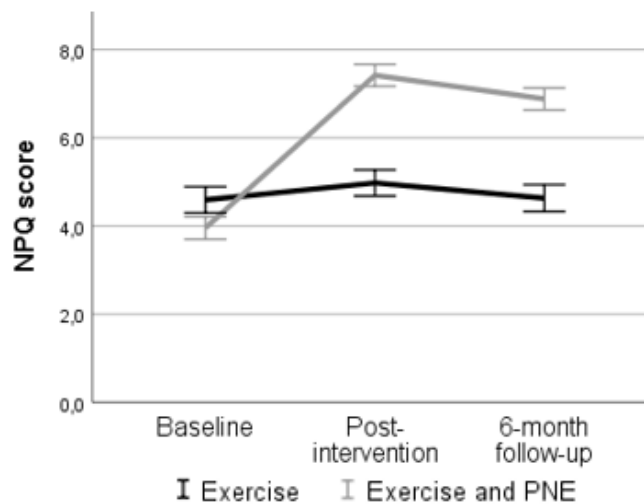 8,0
6,0
4,0
2,0
0,0
NPQ score
Baseline
Post-
intervention
6-month
follow-up
Exercise
Exercise and PNE